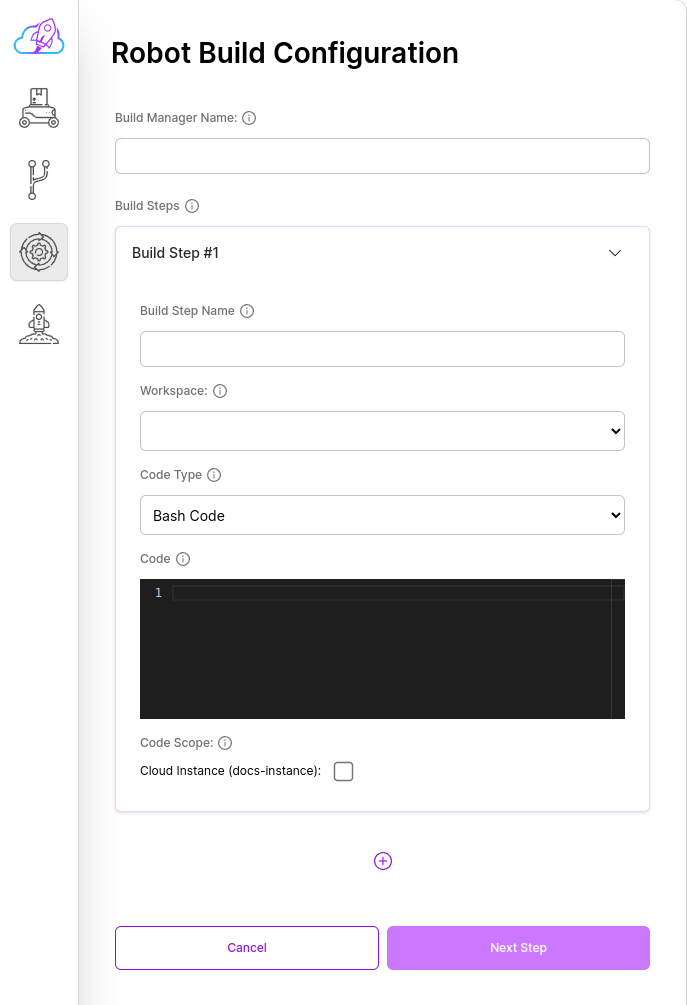 Robot Build Configuration
Build Manager Name:
Build Steps
Build Step #1
Build Step Name
Workspace:
Code Type
Bash Code
Code
1
Code Scope:
Cloud Instance (docs-instance):
Cancel
Next Step